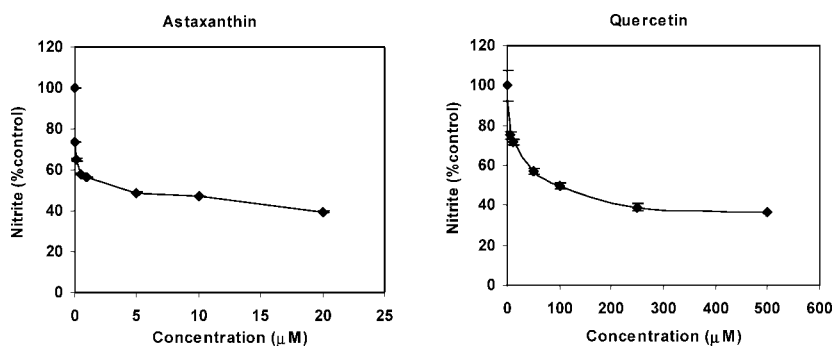 Astaxanthin
Nitrite (%control)
120
100
80
60
40
20
0
0 5 10 15 20 25
Concentration (μM)
Quercetin
Nitrite (%control)
120
100
80
60
40
20
0
0 100 200 300 400 500 600
Concentration (μM)